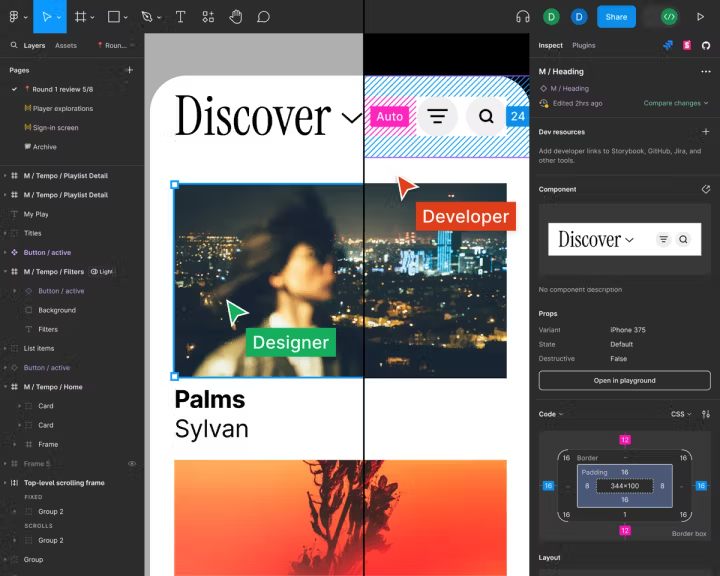 Share
Layers Assets Roun...
Pages
Round 1 review 5/8
Player explorations
Sign-in screen
Archive
M / Tempo / Playlist Detail
M / Tempo / Playlist Detail
My Play
Titles
Button / active
M / Tempo / Filters Light
Button / active
Background
Filters
List items
Button / active
M / Tempo / Home
Card
Card
Frame
Frame 5
Top-level scrolling frame
FIXED
Group 2
SCROLLS
Group 2
Group
Discover
Auto
24
Developer
Designer
Palms
Sylvan
D D
Inspect Plugins
M / Heading
M / Heading
Edited 2hrs ago Compare changes
Dev resources
Add developer links to Storybook, GitHub, Jira, and
other tools.
Component
Discover
No component description
Props
Variant iPhone 375
State Default
Destructive False
Open in playground
Code CSS
12
16 Border - 16
Padding 16
16 - 8 344×100 8 - 16
16
16 1 16
12
Border box
Layout